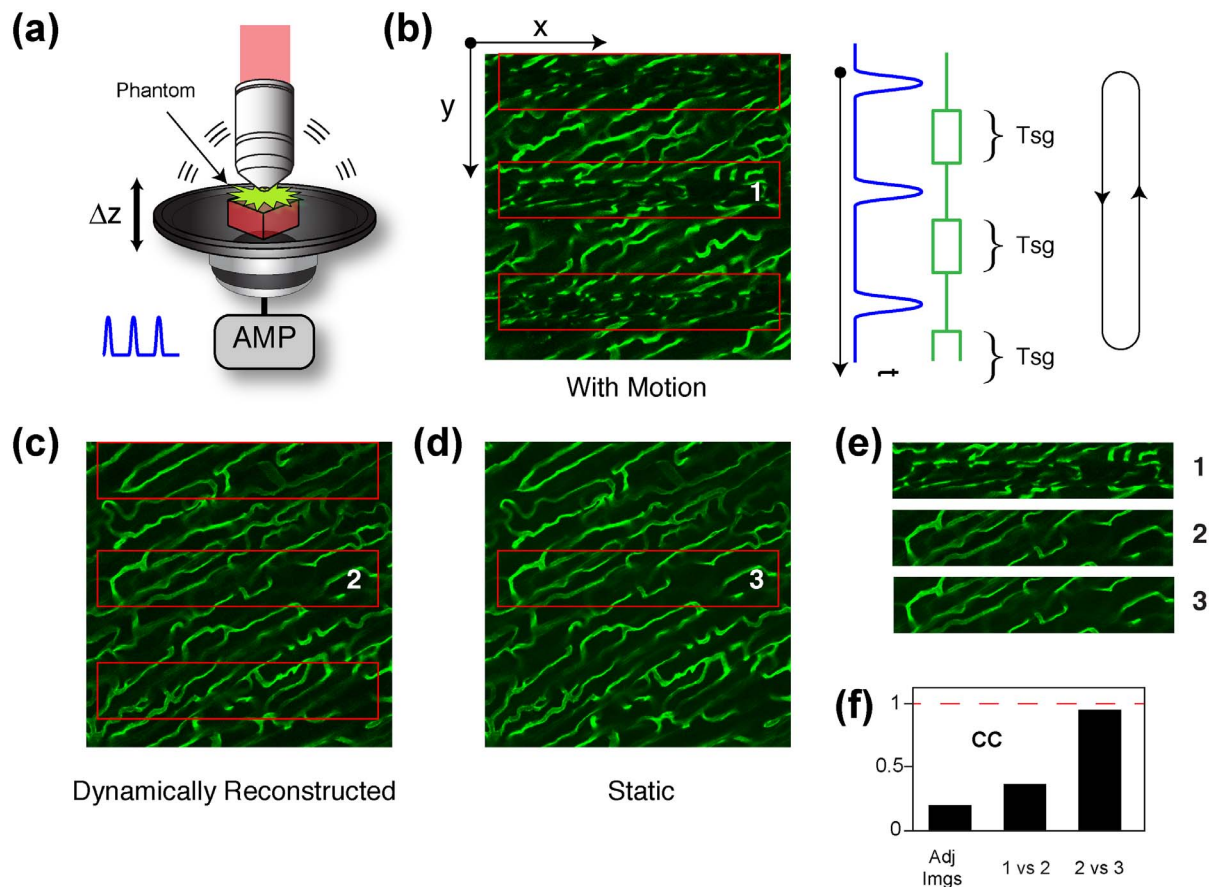 (a)
Phantom
Δz
AMP
(b)
x
y
1
With Motion
t
Tsg
Tsg
Tsg
(c)
2
Dynamically Reconstructed
(d)
3
Static
(e)
1
2
3
(f)
1
CC
0.5
0
Adj
Imgs
1 vs 2
2 vs 3